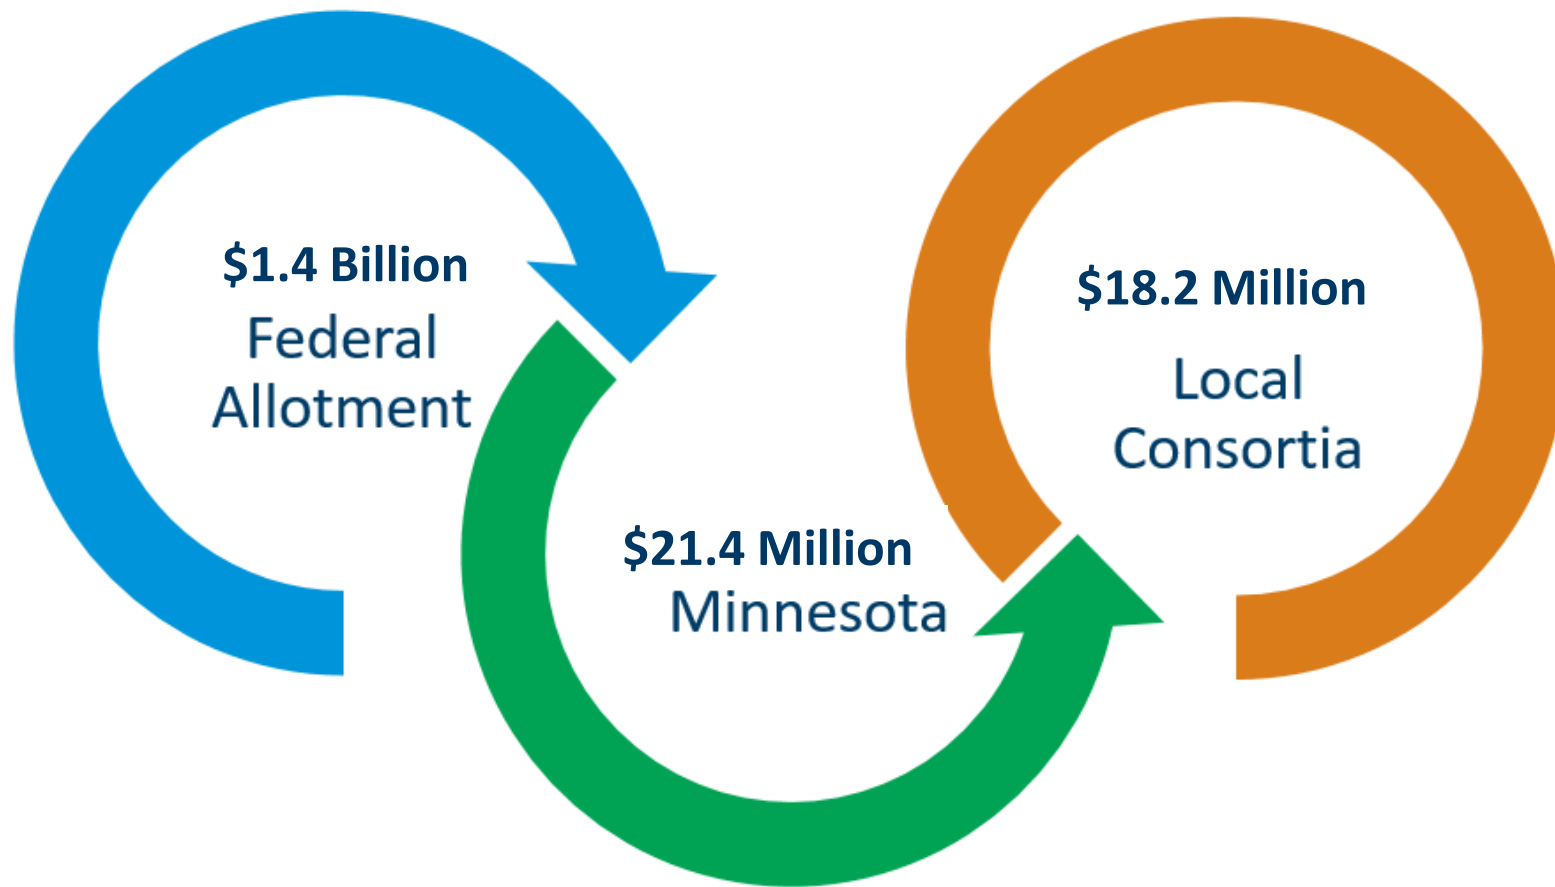 $1.4 Billion
Federal
Allotment
$21.4 Million
Minnesota
$18.2 Million
Local
Consortia